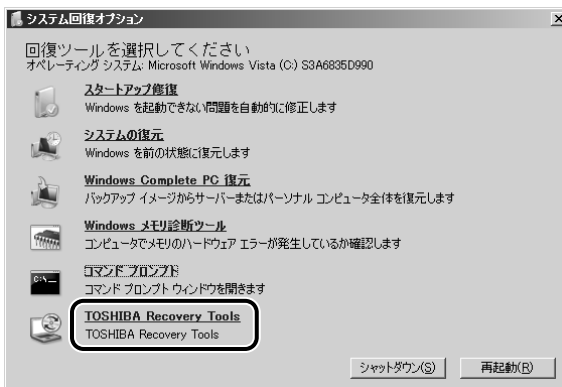 システム回復オプション
回復ツールを選択してください
オペレーティング システム: Microsoft Windows Vista (C:) S3A6835D990
スタートアップ修復
Windows を起動できない問題を自動的に修正します
システムの復元
Windows を前の状態に復元します
Windows Complete PC 復元
バックアップ イメージからサーバーまたはパーソナル コンピュータ全体を復元します
Windows メモリ診断ツール
コンピュータでメモリのハードウェア エラーが発生しているか確認します
コマンド プロンプト
コマンド プロンプト ウィンドウを開きます
TOSHIBA Recovery Tools
TOSHIBA Recovery Tools
シャットダウン(S) 再起動(R)